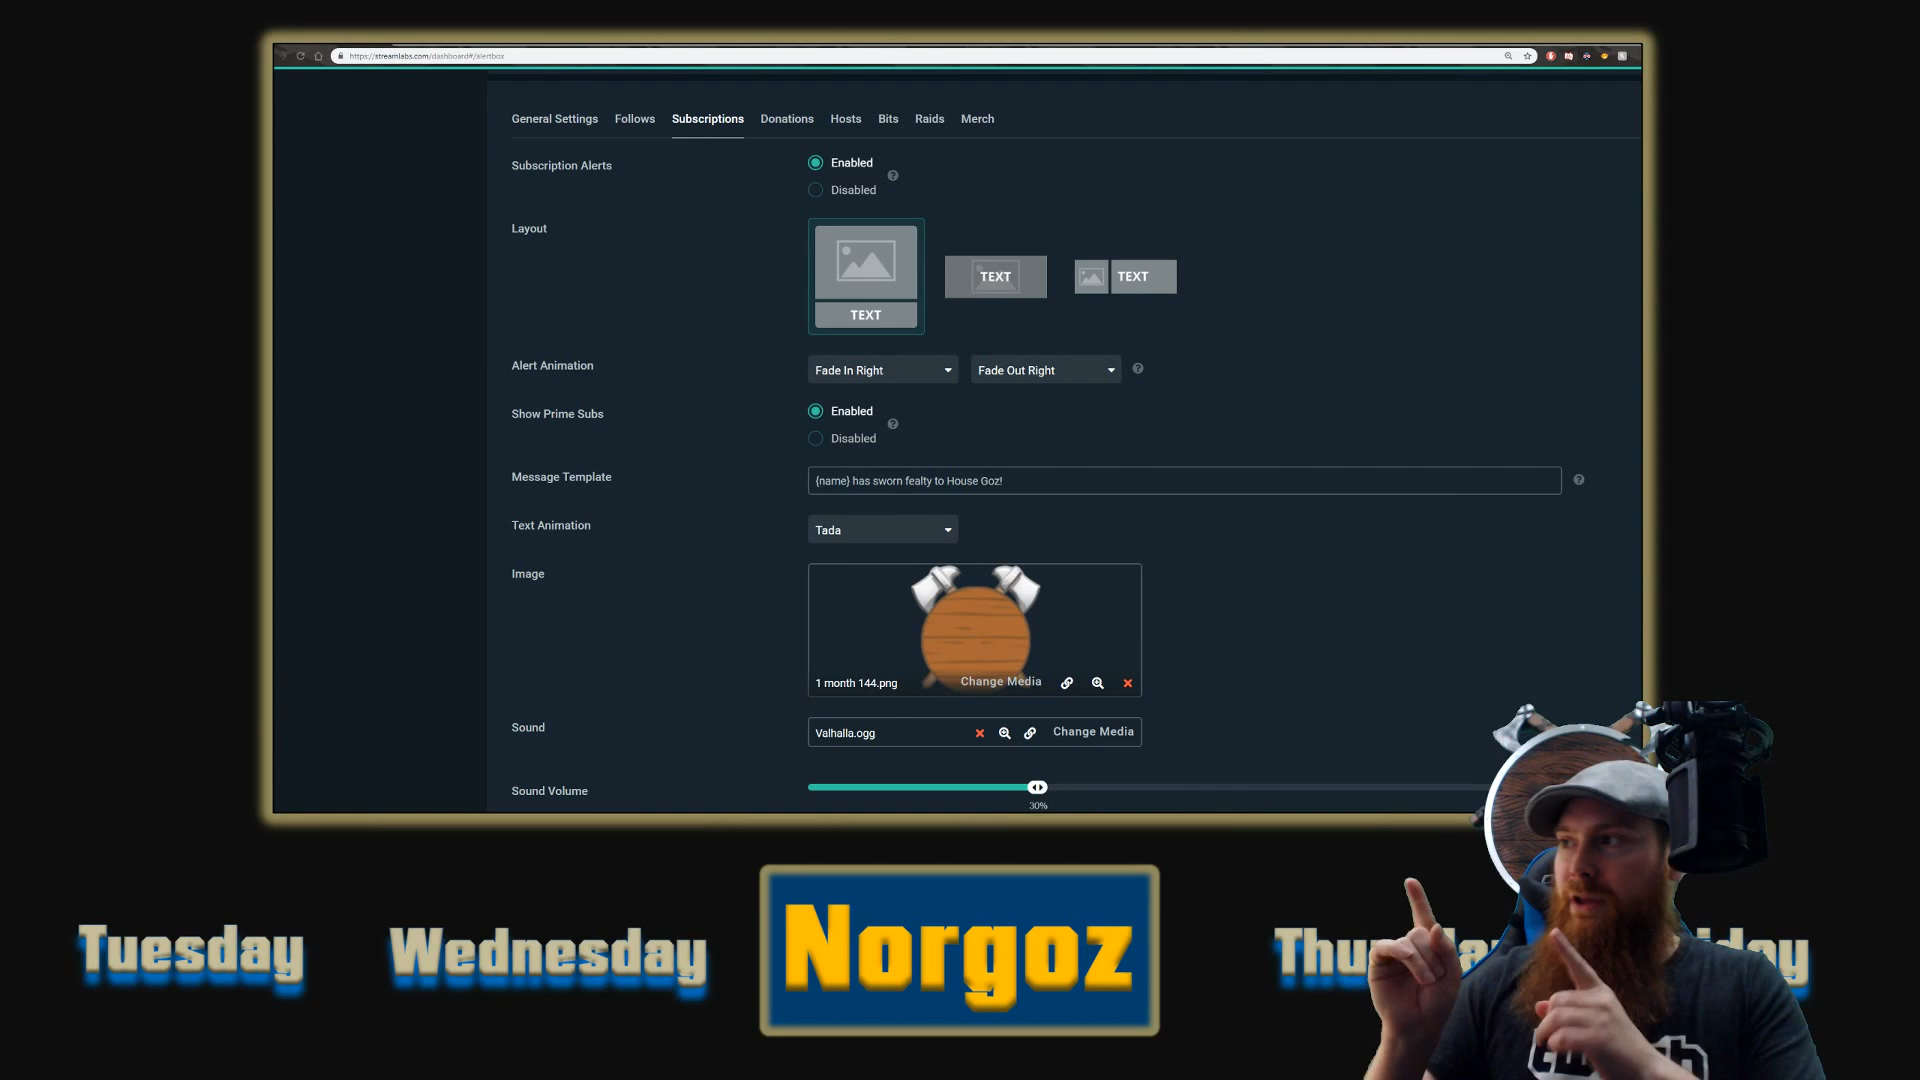 https://streamlabs.com/dashboard#/alertbox
General Settings Follows Subscriptions Donations Hosts Bits Raids Merch
Subscription Alerts
Enabled
Disabled
Layout
TEXT
TEXT
TEXT
Alert Animation
Fade In Right
Fade Out Right
Show Prime Subs
Enabled
Disabled
Message Template
{name} has sworn fealty to House Goz!
Text Animation
Tada
Image
1 month 144.png
Change Media
Sound
Valhalla.ogg
Change Media
Sound Volume
30%
Tuesday
Wednesday
Norgoz